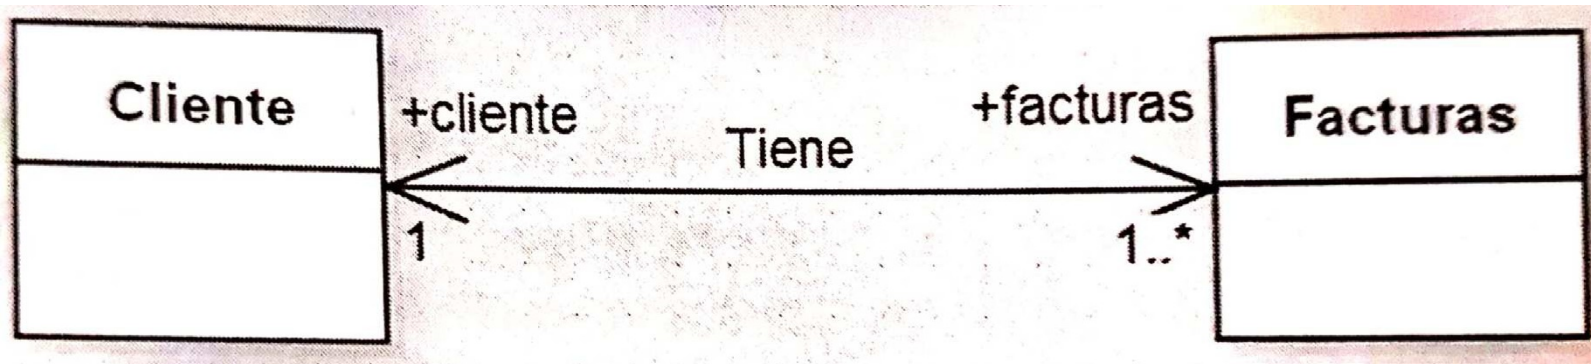 Cliente
+cliente
Tiene
+facturas
Facturas
1
1..*